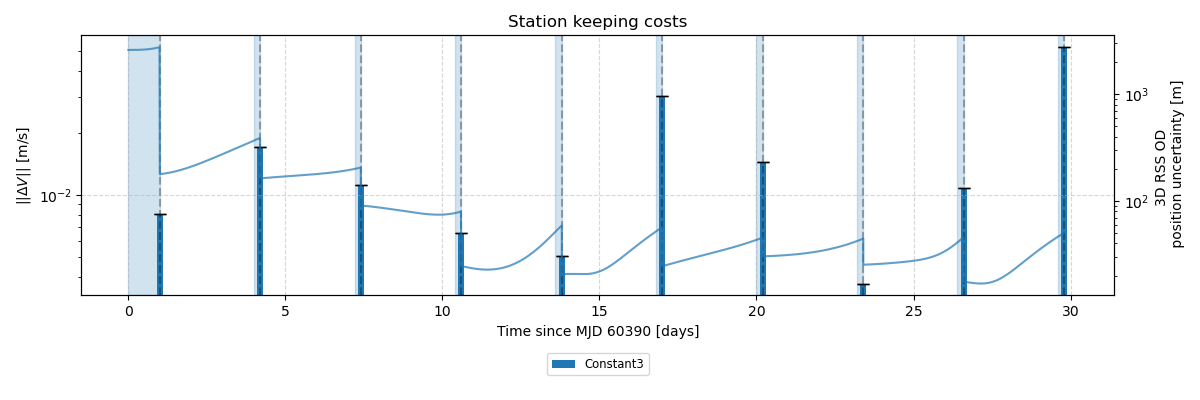 Station keeping costs
||ΔV|| [m/s]
10⁻²
10³
10²
3D RSS OD
position uncertainty [m]
0 5 10 15 20 25 30
Time since MJD 60390 [days]
Constant3